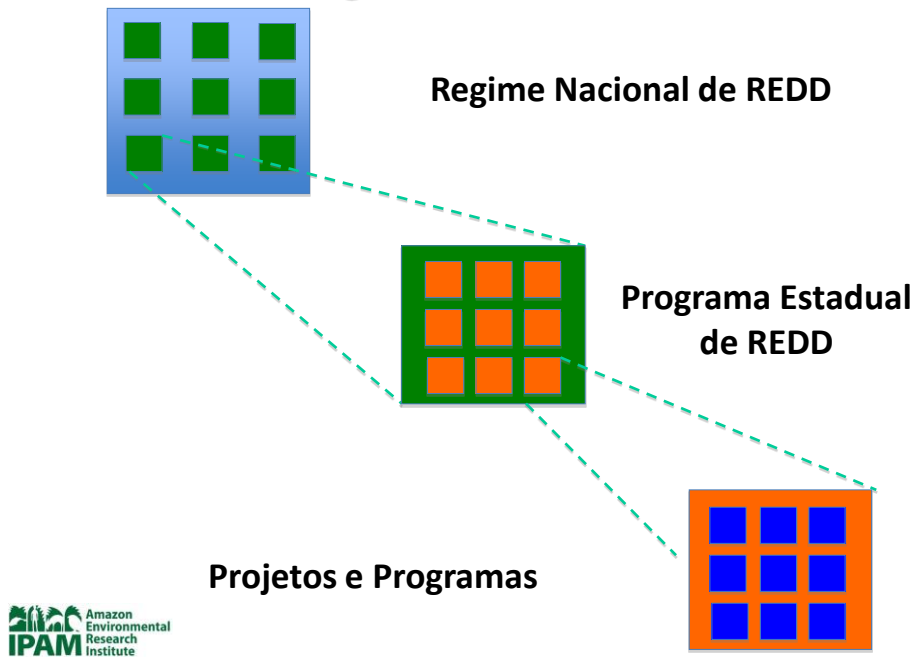 Regime Nacional de REDD
Programa Estadual
de REDD
Projetos e Programas
Amazon
Environmental
Research
Institute
IPAM